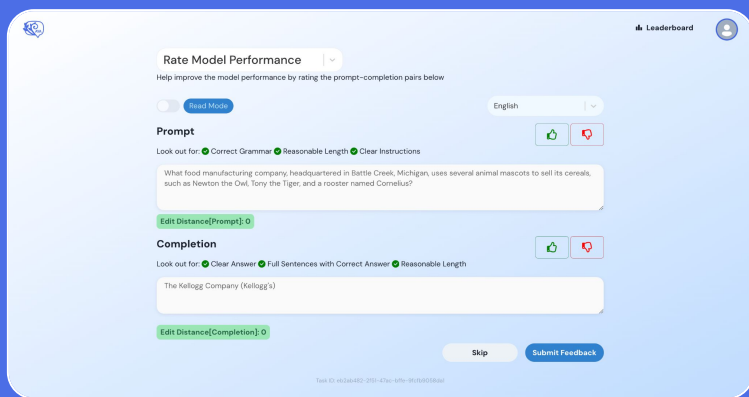 Leaderboard
Rate Model Performance
Help improve the model performance by rating the prompt-completion pairs below
Read Mode
English
Prompt
Look out for: Correct Grammar Reasonable Length Clear Instructions
What food manufacturing company, headquartered in Battle Creek, Michigan, uses several animal mascots to sell its cereals,
such as Newton the Owl, Tony the Tiger, and a rooster named Cornelius?
Edit Distance[Prompt]: 0
Completion
Look out for: Clear Answer Full Sentences with Correct Answer Reasonable Length
The Kellogg Company (Kellogg's)
Edit Distance[Completion]: 0
Skip
Submit Feedback
Task ID: